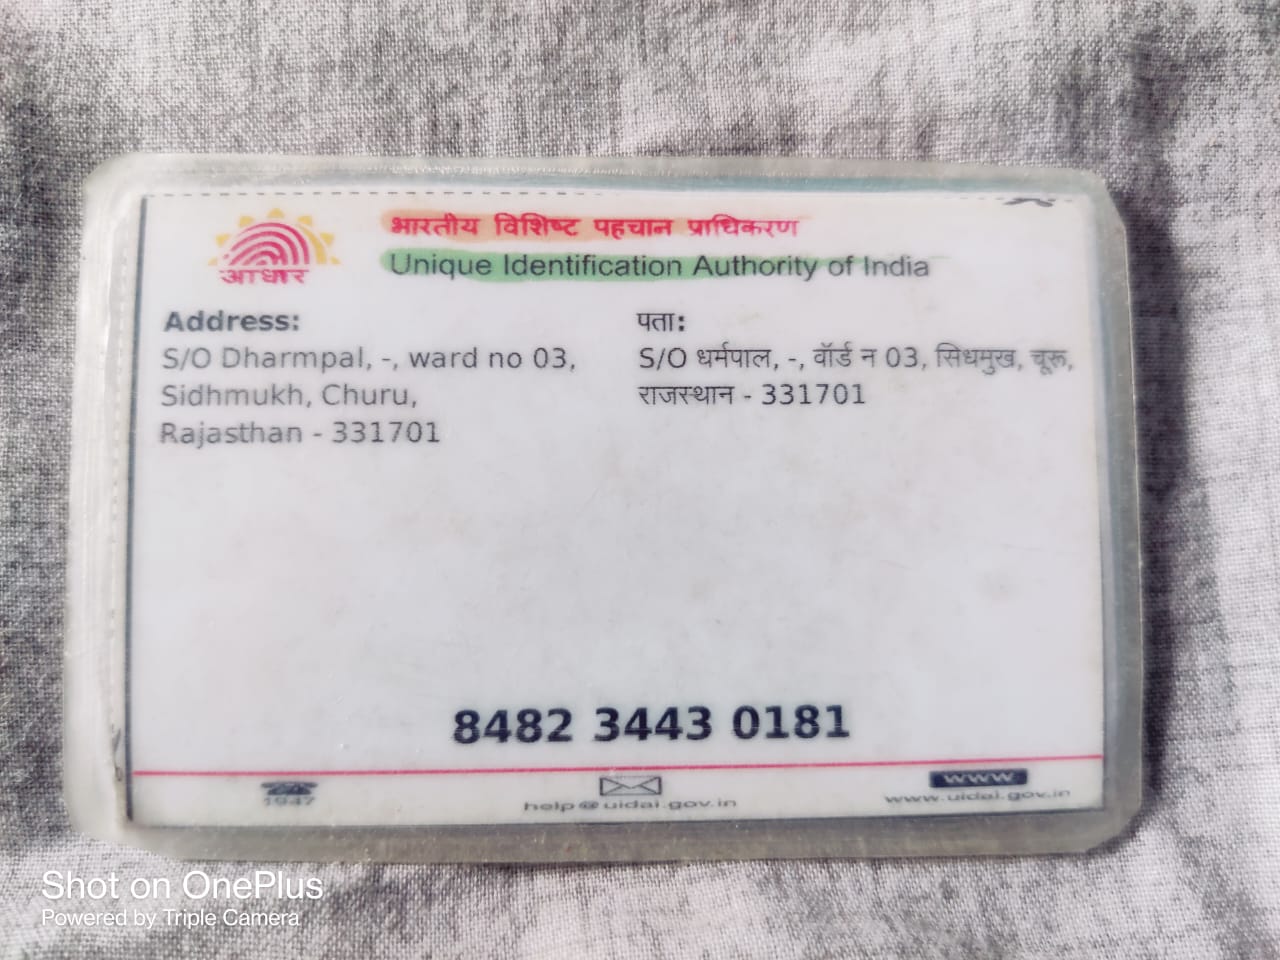 आधार
भारतीय विशिष्ट पहचान प्राधिकरण
Unique Identification Authority of India
Address:
S/O Dharmpal, -, ward no 03,
Sidhmukh, Churu,
Rajasthan - 331701
पता:
S/O धर्मपाल, -, वॉर्ड न 03, सिधमुख, चूरू,
राजस्थान - 331701
8482 3443 0181
1947
help@uidai.gov.in
WWW
www.uidai.gov.in
Shot on OnePlus
Powered by Triple Camera